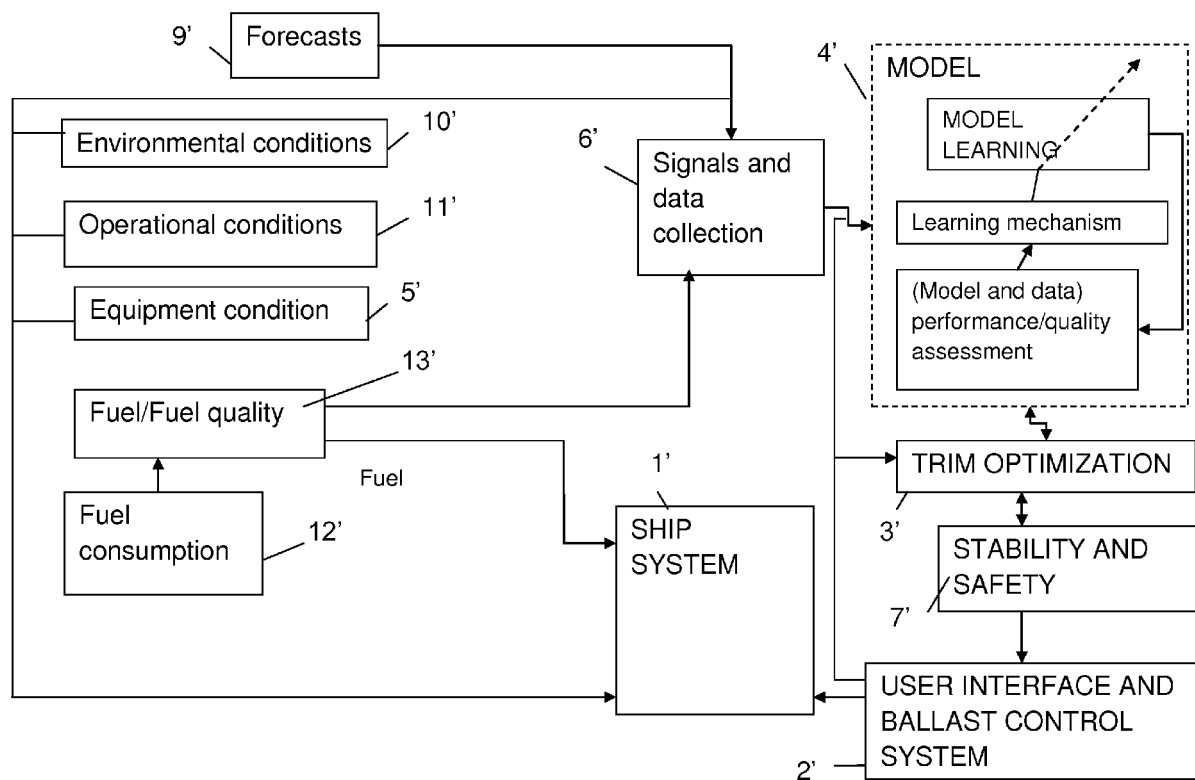 9’
Forecasts
4’
MODEL
MODEL
LEARNING
Environmental conditions
10’
6’
Signals and
data
collection
Operational conditions
11’
Learning mechanism
Equipment condition
5’
(Model and data)
performance/quality
assessment
13’
Fuel/Fuel quality
Fuel
1’
TRIM OPTIMIZATION
3’
Fuel
consumption
12’
SHIP
SYSTEM
STABILITY AND
SAFETY
7’
USER INTERFACE AND
BALLAST CONTROL
SYSTEM
2’